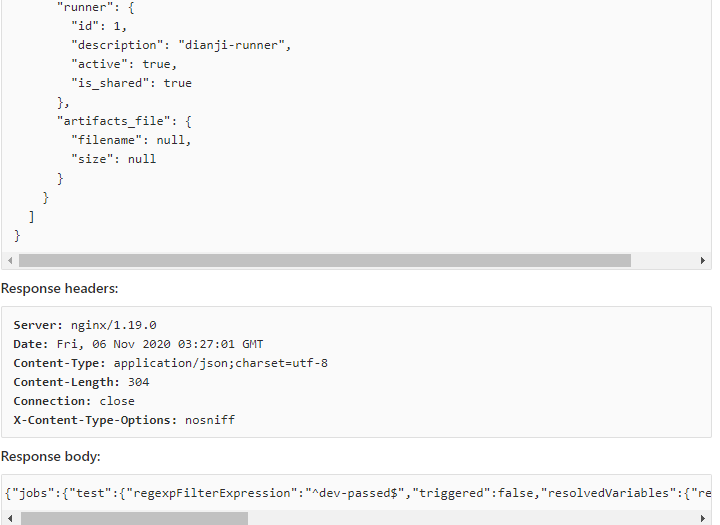 "runner": {
"id": 1,
"description": "dianji-runner",
"active": true,
"is_shared": true
},
"artifacts_file": {
"filename": null,
"size": null
}
}
]
}
Response headers:
Server: nginx/1.19.0
Date: Fri, 06 Nov 2020 03:27:01 GMT
Content-Type: application/json;charset=utf-8
Content-Length: 304
Connection: close
X-Content-Type-Options: nosniff
Response body:
{"jobs":{"test":{"regexpFilterExpression":"^dev-passed$","triggered":false,"resolvedVariables":{"re